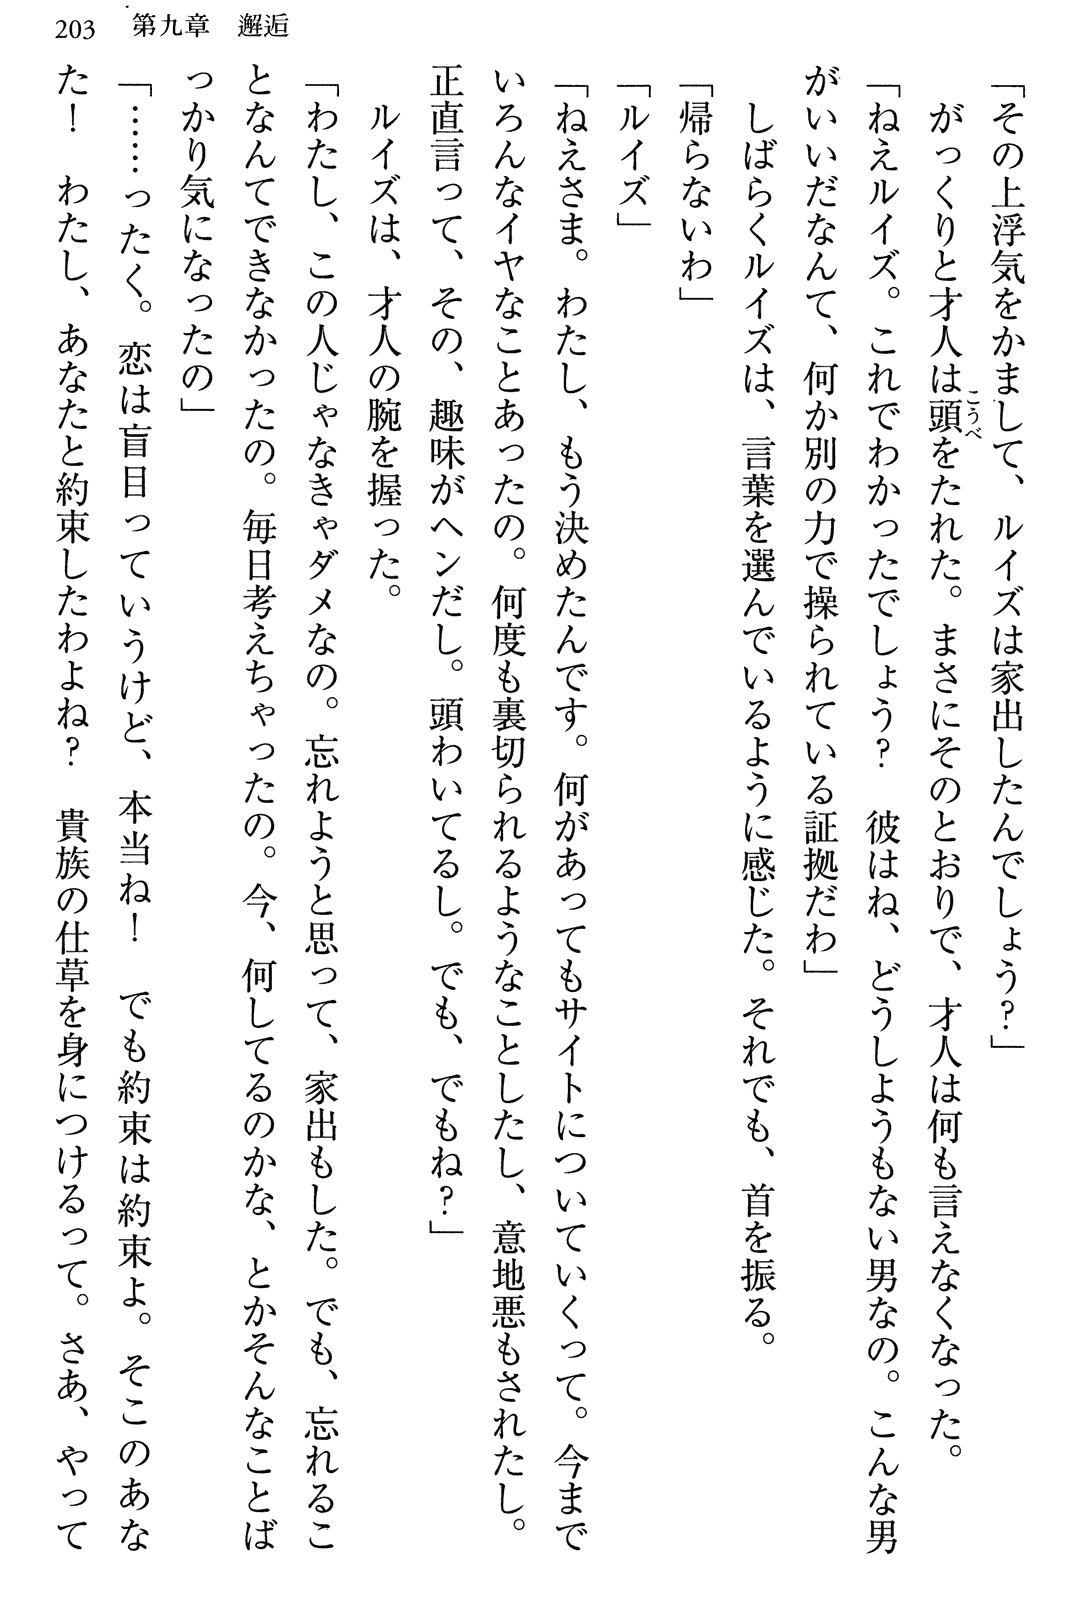 203 第九章 邂逅
「その上浮気をかまして、ルイズは家出したんでしょう?」
がっくりと才人は頭をたれた。まさにそのとおりで、才人は何も言えなくなった。
こうべ
「ねえルイズ。これでわかったでしょう? 彼はね、どうしようもない男なの。こんな男
がいいだなんて、何か別の力で操られている証拠だわ」
しばらくルイズは、言葉を選んでいるように感じた。それでも、首を振る。
「帰らないわ」
「ルイズ」
「ねえさま。わたし、もう決めたんです。何があってもサイトについていくって。今まで
いろんなイヤなことあったの。何度も裏切られるようなことしたし、意地悪もされたし。
正直言って、その、趣味がヘンだし。頭わいてるし。でも、でもね?」
ルイズは、才人の腕を握った。
「わたし、この人じゃなきゃダメなの。忘れようと思って、家出もした。でも、忘れるこ
となんてできなかったの。毎日考えちゃったの。今、何してるのかな、とかそんなことば
っかり気になったの」
「……ったく。恋は盲目っていうけど、本当ね! でも約束は約束よ。そこのあな
た! わたし、あなたと約束したわよね? 貴族の仕草を身につけるって。さあ、やって